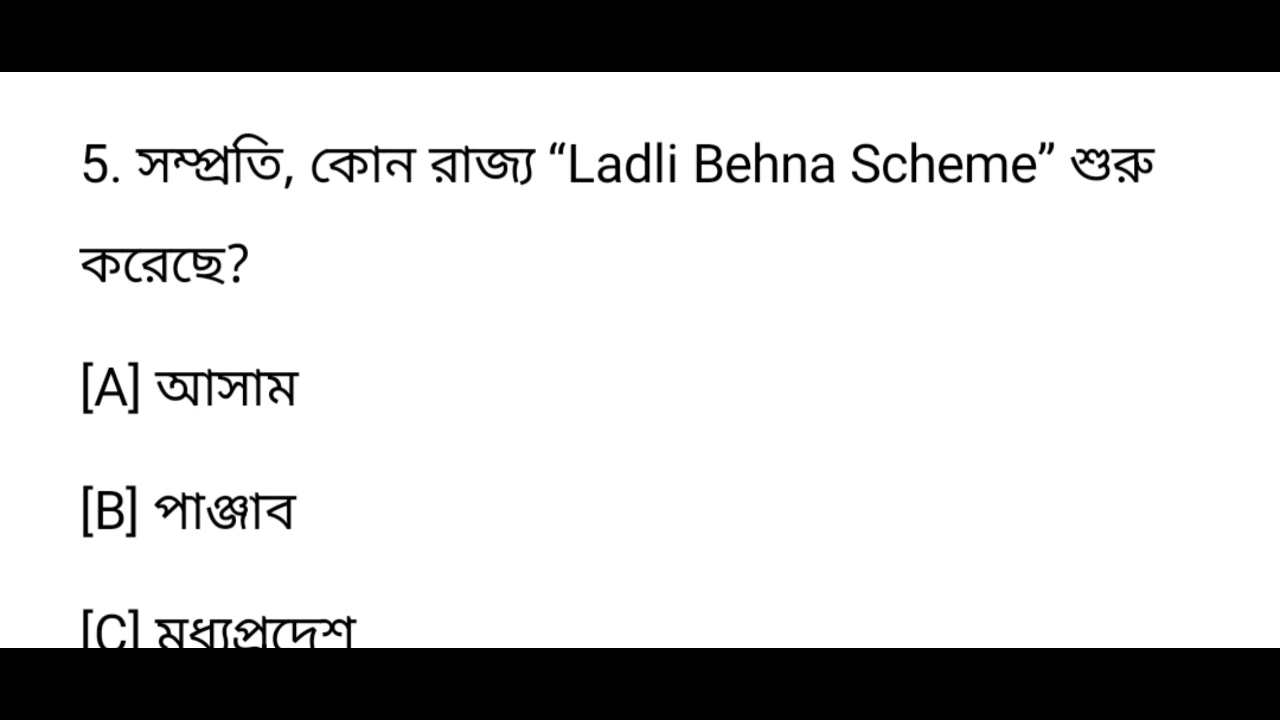 5. সম্প্রতি, কোন রাজ্য “Ladli Behna Scheme” শুরু
করেছে?
[A] আসাম
[B] পাঞ্জাব
[C] মধ্যপ্রদেশ